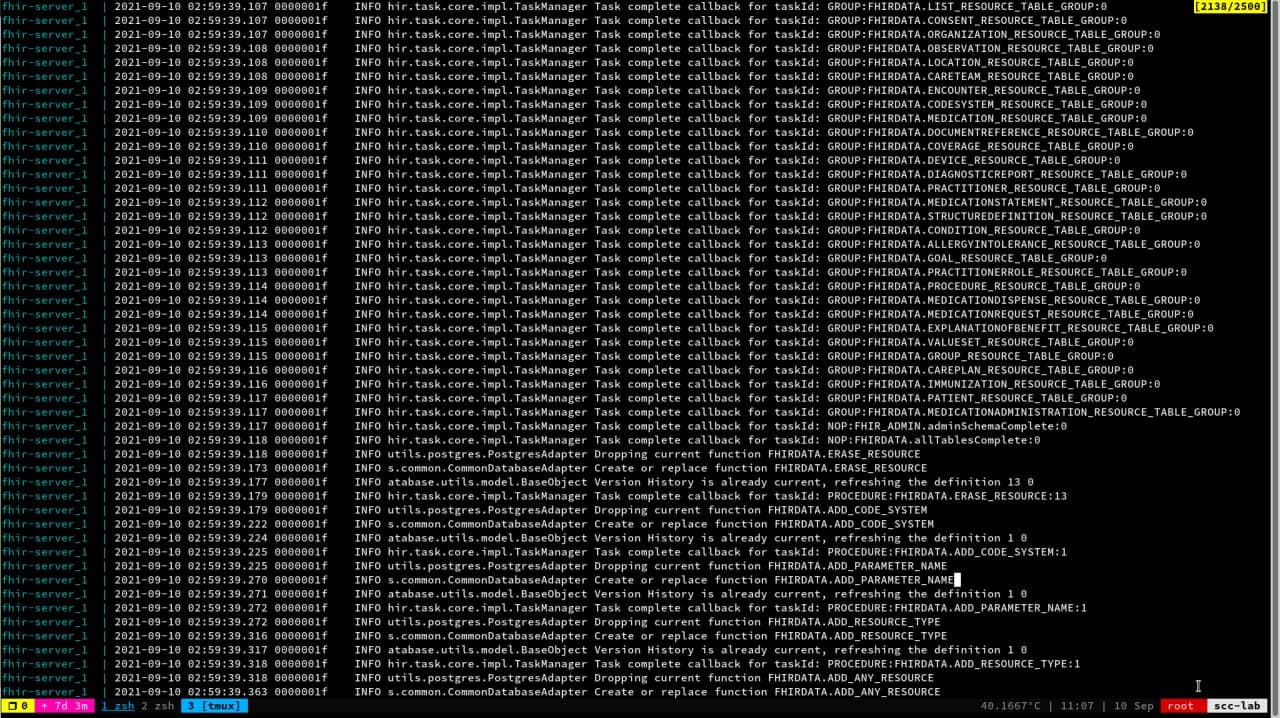 [2138/2500]
fhir-server_1 | 2021-09-10 02:59:39.107 0000001f INFO hir.task.core.impl.TaskManager Task complete callback for taskId: GROUP:FHIRDATA.LIST_RESOURCE_TABLE_GROUP:0
fhir-server_1 | 2021-09-10 02:59:39.107 0000001f INFO hir.task.core.impl.TaskManager Task complete callback for taskId: GROUP:FHIRDATA.CONSENT_RESOURCE_TABLE_GROUP:0
fhir-server_1 | 2021-09-10 02:59:39.107 0000001f INFO hir.task.core.impl.TaskManager Task complete callback for taskId: GROUP:FHIRDATA.ORGANIZATION_RESOURCE_TABLE_GROUP:0
fhir-server_1 | 2021-09-10 02:59:39.108 0000001f INFO hir.task.core.impl.TaskManager Task complete callback for taskId: GROUP:FHIRDATA.OBSERVATION_RESOURCE_TABLE_GROUP:0
fhir-server_1 | 2021-09-10 02:59:39.108 0000001f INFO hir.task.core.impl.TaskManager Task complete callback for taskId: GROUP:FHIRDATA.LOCATION_RESOURCE_TABLE_GROUP:0
fhir-server_1 | 2021-09-10 02:59:39.108 0000001f INFO hir.task.core.impl.TaskManager Task complete callback for taskId: GROUP:FHIRDATA.CARETEAM_RESOURCE_TABLE_GROUP:0
fhir-server_1 | 2021-09-10 02:59:39.109 0000001f INFO hir.task.core.impl.TaskManager Task complete callback for taskId: GROUP:FHIRDATA.ENCOUNTER_RESOURCE_TABLE_GROUP:0
fhir-server_1 | 2021-09-10 02:59:39.109 0000001f INFO hir.task.core.impl.TaskManager Task complete callback for taskId: GROUP:FHIRDATA.CODESYSTEM_RESOURCE_TABLE_GROUP:0
fhir-server_1 | 2021-09-10 02:59:39.109 0000001f INFO hir.task.core.impl.TaskManager Task complete callback for taskId: GROUP:FHIRDATA.MEDICATION_RESOURCE_TABLE_GROUP:0
fhir-server_1 | 2021-09-10 02:59:39.110 0000001f INFO hir.task.core.impl.TaskManager Task complete callback for taskId: GROUP:FHIRDATA.DOCUMENTREFERENCE_RESOURCE_TABLE_GROUP:0
fhir-server_1 | 2021-09-10 02:59:39.110 0000001f INFO hir.task.core.impl.TaskManager Task complete callback for taskId: GROUP:FHIRDATA.COVERAGE_RESOURCE_TABLE_GROUP:0
fhir-server_1 | 2021-09-10 02:59:39.111 0000001f INFO hir.task.core.impl.TaskManager Task complete callback for taskId: GROUP:FHIRDATA.DEVICE_RESOURCE_TABLE_GROUP:0
fhir-server_1 | 2021-09-10 02:59:39.111 0000001f INFO hir.task.core.impl.TaskManager Task complete callback for taskId: GROUP:FHIRDATA.DIAGNOSTICREPORT_RESOURCE_TABLE_GROUP:0
fhir-server_1 | 2021-09-10 02:59:39.111 0000001f INFO hir.task.core.impl.TaskManager Task complete callback for taskId: GROUP:FHIRDATA.PRACTITIONER_RESOURCE_TABLE_GROUP:0
fhir-server_1 | 2021-09-10 02:59:39.112 0000001f INFO hir.task.core.impl.TaskManager Task complete callback for taskId: GROUP:FHIRDATA.MEDICATIONSTATEMENT_RESOURCE_TABLE_GROUP:0
fhir-server_1 | 2021-09-10 02:59:39.112 0000001f INFO hir.task.core.impl.TaskManager Task complete callback for taskId: GROUP:FHIRDATA.STRUCTUREDEFINITION_RESOURCE_TABLE_GROUP:0
fhir-server_1 | 2021-09-10 02:59:39.112 0000001f INFO hir.task.core.impl.TaskManager Task complete callback for taskId: GROUP:FHIRDATA.CONDITION_RESOURCE_TABLE_GROUP:0
fhir-server_1 | 2021-09-10 02:59:39.113 0000001f INFO hir.task.core.impl.TaskManager Task complete callback for taskId: GROUP:FHIRDATA.ALLERGYINTOLERANCE_RESOURCE_TABLE_GROUP:0
fhir-server_1 | 2021-09-10 02:59:39.113 0000001f INFO hir.task.core.impl.TaskManager Task complete callback for taskId: GROUP:FHIRDATA.GOAL_RESOURCE_TABLE_GROUP:0
fhir-server_1 | 2021-09-10 02:59:39.113 0000001f INFO hir.task.core.impl.TaskManager Task complete callback for taskId: GROUP:FHIRDATA.PRACTITIONERROLE_RESOURCE_TABLE_GROUP:0
fhir-server_1 | 2021-09-10 02:59:39.114 0000001f INFO hir.task.core.impl.TaskManager Task complete callback for taskId: GROUP:FHIRDATA.PROCEDURE_RESOURCE_TABLE_GROUP:0
fhir-server_1 | 2021-09-10 02:59:39.114 0000001f INFO hir.task.core.impl.TaskManager Task complete callback for taskId: GROUP:FHIRDATA.MEDICATIONDISPENSE_RESOURCE_TABLE_GROUP:0
fhir-server_1 | 2021-09-10 02:59:39.114 0000001f INFO hir.task.core.impl.TaskManager Task complete callback for taskId: GROUP:FHIRDATA.MEDICATIONREQUEST_RESOURCE_TABLE_GROUP:0
fhir-server_1 | 2021-09-10 02:59:39.115 0000001f INFO hir.task.core.impl.TaskManager Task complete callback for taskId: GROUP:FHIRDATA.EXPLANATIONOFBENEFIT_RESOURCE_TABLE_GROUP:0
fhir-server_1 | 2021-09-10 02:59:39.115 0000001f INFO hir.task.core.impl.TaskManager Task complete callback for taskId: GROUP:FHIRDATA.VALUESET_RESOURCE_TABLE_GROUP:0
fhir-server_1 | 2021-09-10 02:59:39.115 0000001f INFO hir.task.core.impl.TaskManager Task complete callback for taskId: GROUP:FHIRDATA.GROUP_RESOURCE_TABLE_GROUP:0
fhir-server_1 | 2021-09-10 02:59:39.116 0000001f INFO hir.task.core.impl.TaskManager Task complete callback for taskId: GROUP:FHIRDATA.CAREPLAN_RESOURCE_TABLE_GROUP:0
fhir-server_1 | 2021-09-10 02:59:39.116 0000001f INFO hir.task.core.impl.TaskManager Task complete callback for taskId: GROUP:FHIRDATA.IMMUNIZATION_RESOURCE_TABLE_GROUP:0
fhir-server_1 | 2021-09-10 02:59:39.117 0000001f INFO hir.task.core.impl.TaskManager Task complete callback for taskId: GROUP:FHIRDATA.PATIENT_RESOURCE_TABLE_GROUP:0
fhir-server_1 | 2021-09-10 02:59:39.117 0000001f INFO hir.task.core.impl.TaskManager Task complete callback for taskId: GROUP:FHIRDATA.MEDICATIONADMINISTRATION_RESOURCE_TABLE_GROUP:0
fhir-server_1 | 2021-09-10 02:59:39.117 0000001f INFO hir.task.core.impl.TaskManager Task complete callback for taskId: NOP:FHIR_ADMIN.adminSchemaComplete:0
fhir-server_1 | 2021-09-10 02:59:39.118 0000001f INFO hir.task.core.impl.TaskManager Task complete callback for taskId: NOP:FHIRDATA.allTablesComplete:0
fhir-server_1 | 2021-09-10 02:59:39.118 0000001f INFO utils.postgres.PostgresAdapter Dropping current function FHIRDATA.ERASE_RESOURCE
fhir-server_1 | 2021-09-10 02:59:39.173 0000001f INFO s.common.CommonDatabaseAdapter Create or replace function FHIRDATA.ERASE_RESOURCE
fhir-server_1 | 2021-09-10 02:59:39.177 0000001f INFO atabase.utils.model.BaseObject Version History is already current, refreshing the definition 13 0
fhir-server_1 | 2021-09-10 02:59:39.179 0000001f INFO hir.task.core.impl.TaskManager Task complete callback for taskId: PROCEDURE:FHIRDATA.ERASE_RESOURCE:13
fhir-server_1 | 2021-09-10 02:59:39.179 0000001f INFO utils.postgres.PostgresAdapter Dropping current function FHIRDATA.ADD_CODE_SYSTEM
fhir-server_1 | 2021-09-10 02:59:39.222 0000001f INFO s.common.CommonDatabaseAdapter Create or replace function FHIRDATA.ADD_CODE_SYSTEM
fhir-server_1 | 2021-09-10 02:59:39.224 0000001f INFO atabase.utils.model.BaseObject Version History is already current, refreshing the definition 1 0
fhir-server_1 | 2021-09-10 02:59:39.225 0000001f INFO hir.task.core.impl.TaskManager Task complete callback for taskId: PROCEDURE:FHIRDATA.ADD_CODE_SYSTEM:1
fhir-server_1 | 2021-09-10 02:59:39.225 0000001f INFO utils.postgres.PostgresAdapter Dropping current function FHIRDATA.ADD_PARAMETER_NAME
fhir-server_1 | 2021-09-10 02:59:39.270 0000001f INFO s.common.CommonDatabaseAdapter Create or replace function FHIRDATA.ADD_PARAMETER_NAME
fhir-server_1 | 2021-09-10 02:59:39.271 0000001f INFO atabase.utils.model.BaseObject Version History is already current, refreshing the definition 1 0
fhir-server_1 | 2021-09-10 02:59:39.272 0000001f INFO hir.task.core.impl.TaskManager Task complete callback for taskId: PROCEDURE:FHIRDATA.ADD_PARAMETER_NAME:1
fhir-server_1 | 2021-09-10 02:59:39.272 0000001f INFO utils.postgres.PostgresAdapter Dropping current function FHIRDATA.ADD_RESOURCE_TYPE
fhir-server_1 | 2021-09-10 02:59:39.316 0000001f INFO s.common.CommonDatabaseAdapter Create or replace function FHIRDATA.ADD_RESOURCE_TYPE
fhir-server_1 | 2021-09-10 02:59:39.317 0000001f INFO atabase.utils.model.BaseObject Version History is already current, refreshing the definition 1 0
fhir-server_1 | 2021-09-10 02:59:39.318 0000001f INFO hir.task.core.impl.TaskManager Task complete callback for taskId: PROCEDURE:FHIRDATA.ADD_RESOURCE_TYPE:1
fhir-server_1 | 2021-09-10 02:59:39.318 0000001f INFO utils.postgres.PostgresAdapter Dropping current function FHIRDATA.ADD_ANY_RESOURCE
fhir-server_1 | 2021-09-10 02:59:39.363 0000001f INFO s.common.CommonDatabaseAdapter Create or replace function FHIRDATA.ADD_ANY_RESOURCE
❐ 0 ↑ 7d 3m 1 zsh 2 zsh 3 [tmux] 40.1667°C | 11:07 | 10 Sep root scc-lab